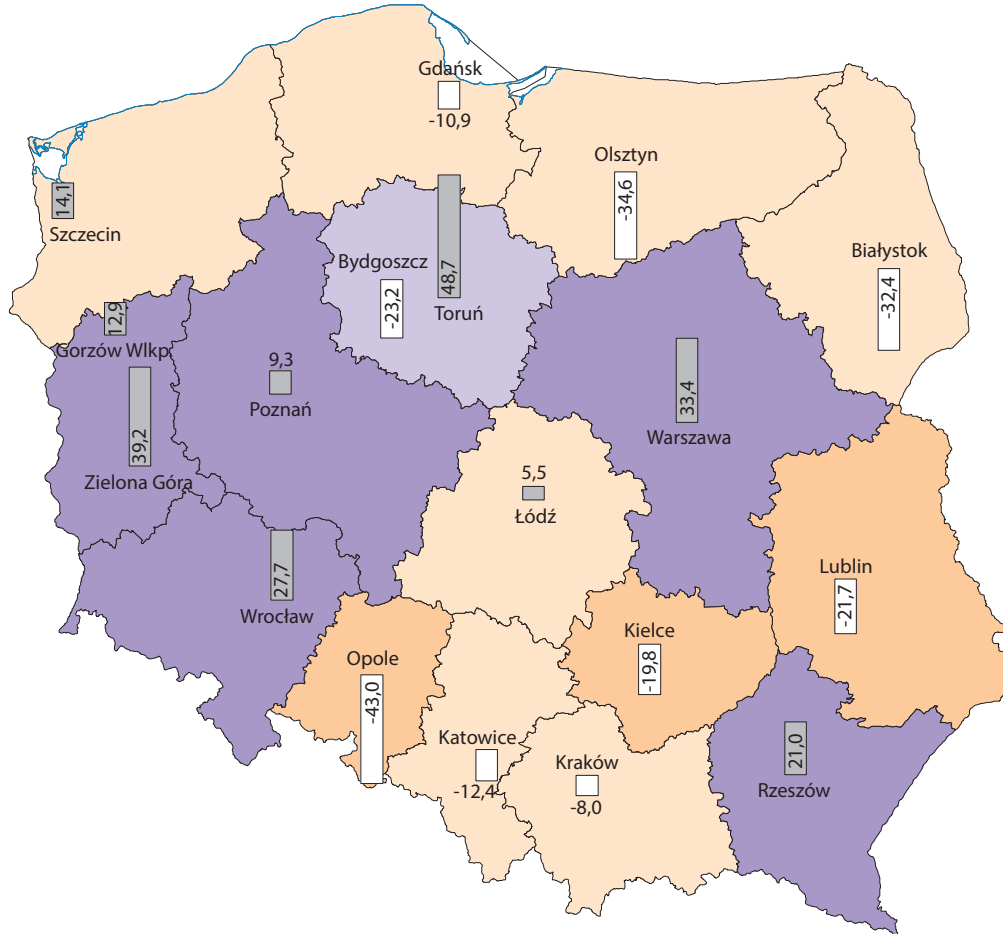 Gdańsk
-10,9
Olsztyn
-34,6
14,1
Szczecin
48,7
Toruń
Bydgoszcz
-23,2
Białystok
-32,4
12,9
Gorzów Wlkp.
9,3
Poznań
33,4
Warszawa
39,2
Zielona Góra
5,5
Łódź
27,7
Wrocław
Lublin
-21,7
Kielce
-19,8
Opole
-43,0
Katowice
-12,4
Kraków
-8,0
21,0
Rzeszów